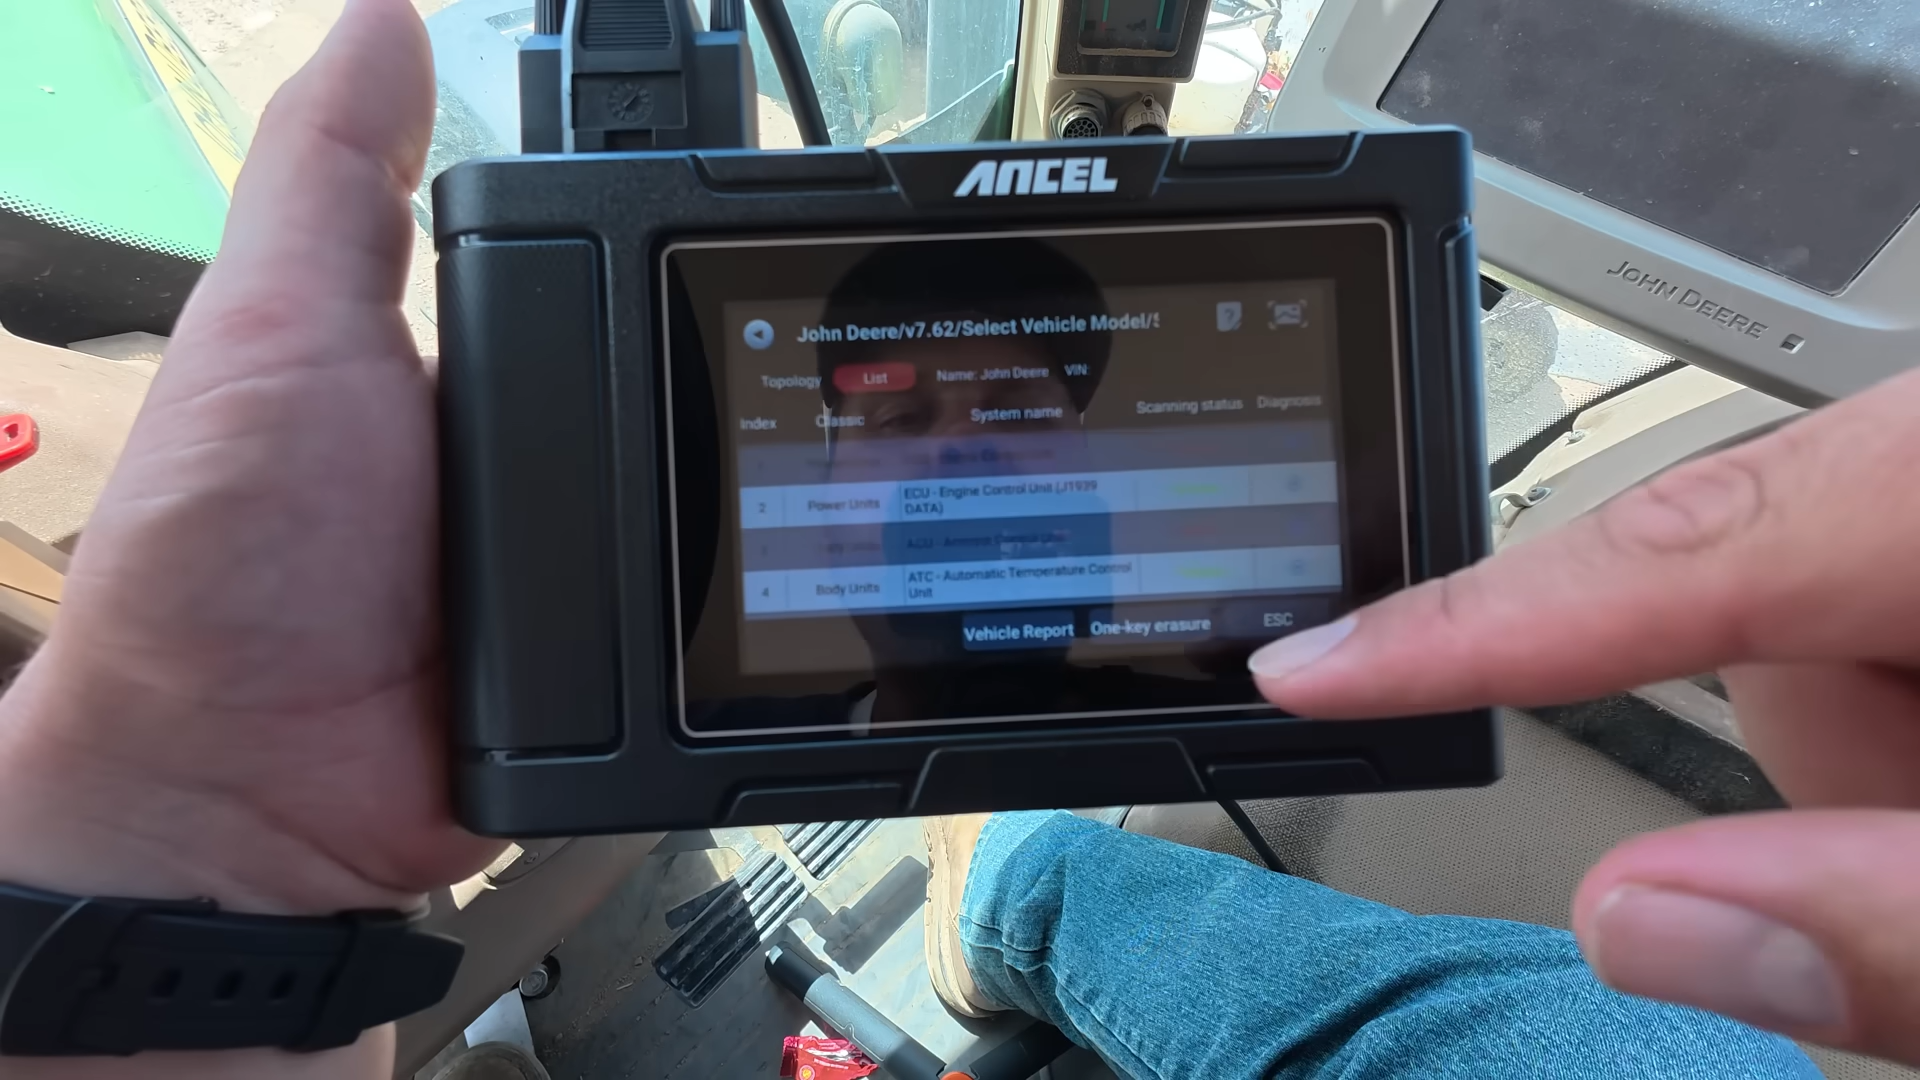 ANCEL
JOHN DEERE
John Deere/v7.62/Select Vehicle Model/S
Topology List Name: John Deere VIN:
Index Classic System name Scanning status Diagnosis
2 Power Units ECU - Engine Control Unit (J1939 DATA)
Control Unit
4 Body Units ATC - Automatic Temperature Control Unit
Vehicle Report One-key erasure ESC